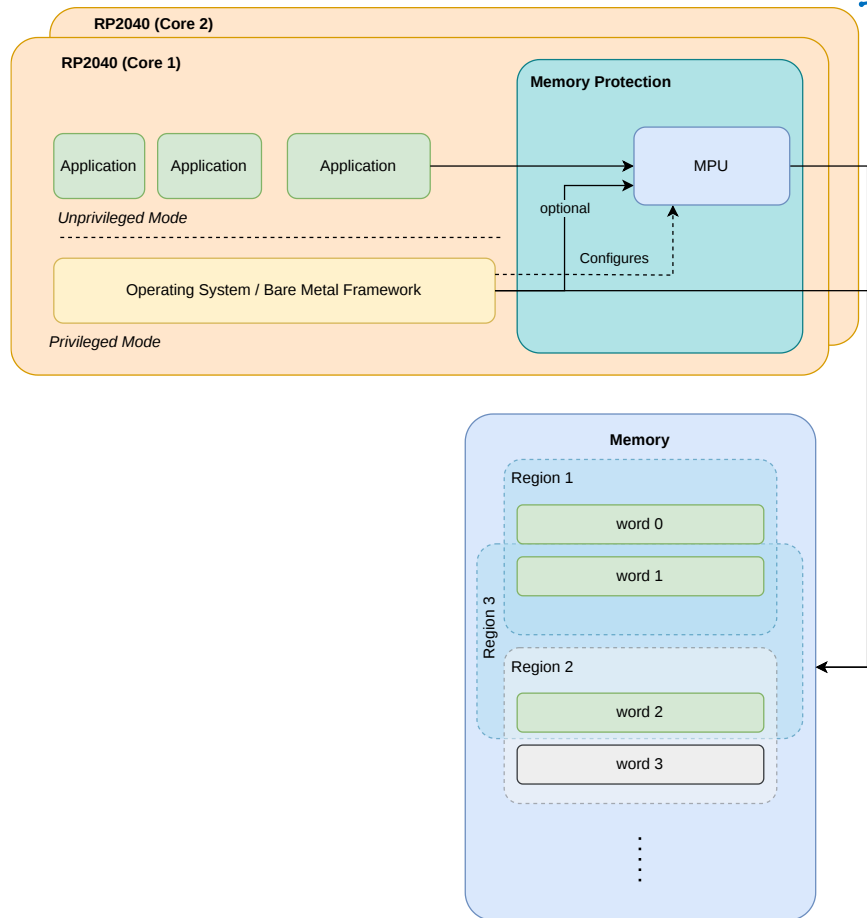 RP2040 (Core 2)
RP2040 (Core 1)
Memory Protection
Application
Application
Application
MPU
optional
Unprivileged Mode
Configures
Operating System / Bare Metal Framework
Privileged Mode
Memory
Region 1
word 0
word 1
Region 3
Region 2
word 2
word 3